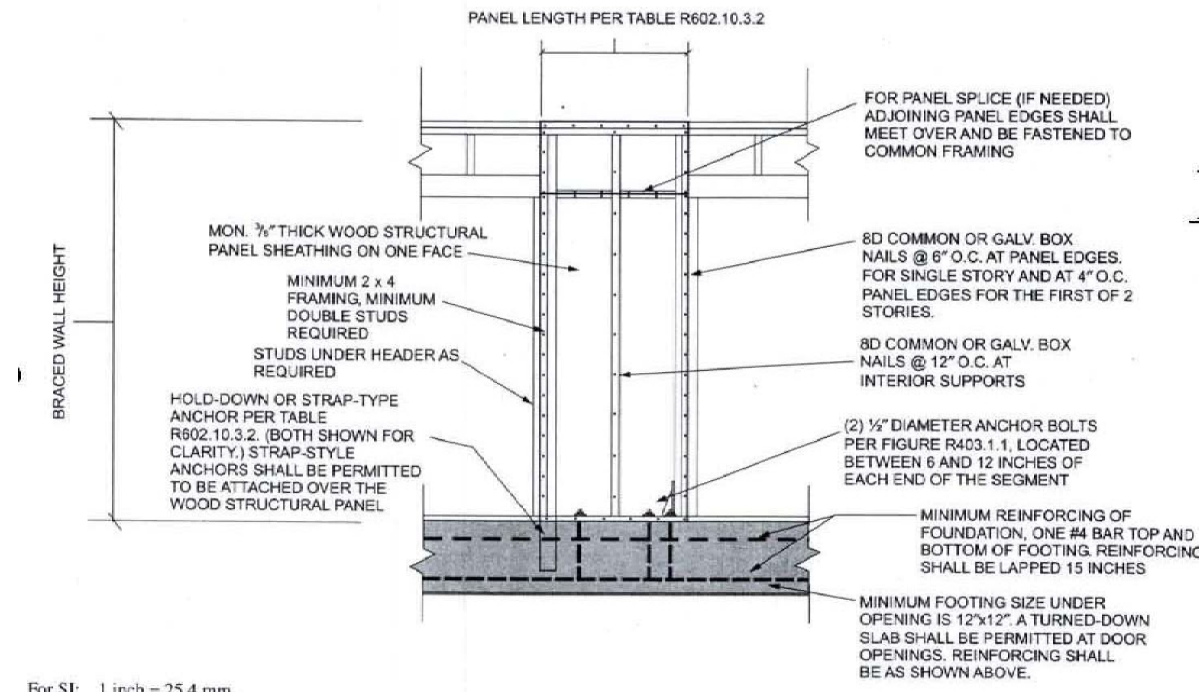 PANEL LENGTH PER TABLE R602.10.3.2
FOR PANEL SPLICE (IF NEEDED)
ADJOINING PANEL EDGES SHALL
MEET OVER AND BE FASTENED TO
COMMON FRAMING
MON. 3/8" THICK WOOD STRUCTURAL
PANEL SHEATHING ON ONE FACE
MINIMUM 2 x 4
FRAMING, MINIMUM
DOUBLE STUDS
REQUIRED
STUDS UNDER HEADER AS
REQUIRED
HOLD-DOWN OR STRAP-TYPE
ANCHOR PER TABLE
R602.10.3.2. (BOTH SHOWN FOR
CLARITY.) STRAP-STYLE
ANCHORS SHALL BE PERMITTED
TO BE ATTACHED OVER THE
WOOD STRUCTURAL PANEL
BRACED WALL HEIGHT
8D COMMON OR GALV. BOX
NAILS @ 6" O.C. AT PANEL EDGES.
FOR SINGLE STORY AND AT 4" O.C.
PANEL EDGES FOR THE FIRST OF 2
STORIES.
8D COMMON OR GALV. BOX
NAILS @ 12" O.C. AT
INTERIOR SUPPORTS
(2) ½" DIAMETER ANCHOR BOLTS
PER FIGURE R403.1.1, LOCATED
BETWEEN 6 AND 12 INCHES OF
EACH END OF THE SEGMENT
MINIMUM REINFORCING OF
FOUNDATION, ONE #4 BAR TOP AND
BOTTOM OF FOOTING. REINFORCING
SHALL BE LAPPED 15 INCHES
MINIMUM FOOTING SIZE UNDER
OPENING IS 12"x12". A TURNED-DOWN
SLAB SHALL BE PERMITTED AT DOOR
OPENINGS. REINFORCING SHALL
BE AS SHOWN ABOVE.
For SI: 1 inch = 25.4 mm